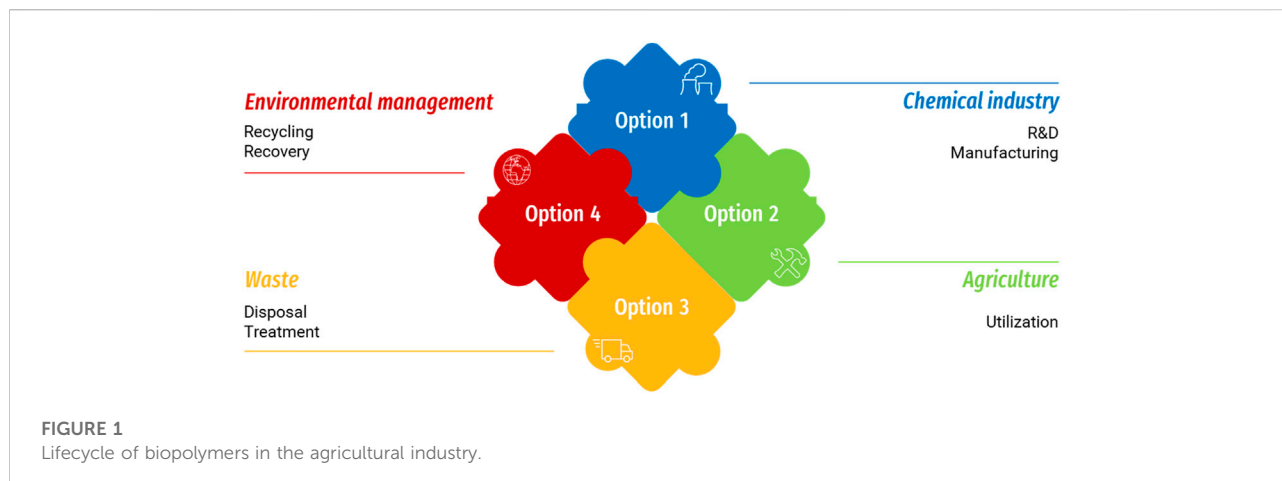 Environmental management
Recycling
Recovery
Option 1
Chemical industry
R&D
Manufacturing
Option 4
Option 2
Waste
Disposal
Treatment
Option 3
Agriculture
Utilization
FIGURE 1
Lifecycle of biopolymers in the agricultural industry.